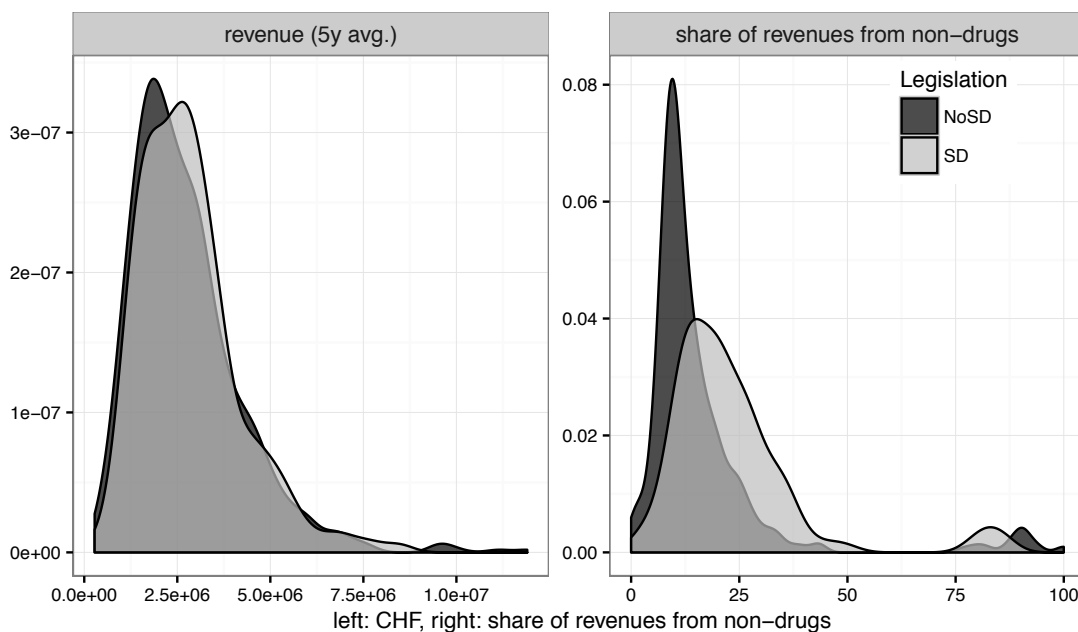 revenue (5y avg.)
share of revenues from non−drugs
3e−07
2e−07
1e−07
0e+00
0.0e+00
2.5e+06
5.0e+06
7.5e+06
1.0e+07
0.08
0.06
0.04
0.02
0.00
0
25
50
75
100
Legislation
NoSD
SD
left: CHF, right: share of revenues from non−drugs